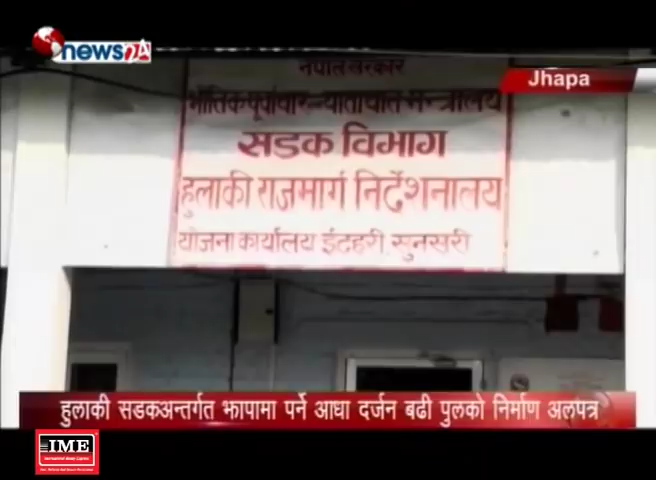 news24
Jhapa
नेपाल सरकार
भौतिक पूर्वाधार तथा यातायात मन्त्रालय
सडक विभाग
हुलाकी राजमार्ग निर्देशनालय
योजना कार्यालय इटहरी, सुनसरी
हुलाकी सडकअन्तर्गत झापामा पर्ने आधा दर्जन बढी पुलको निर्माण अलपत्र
IME